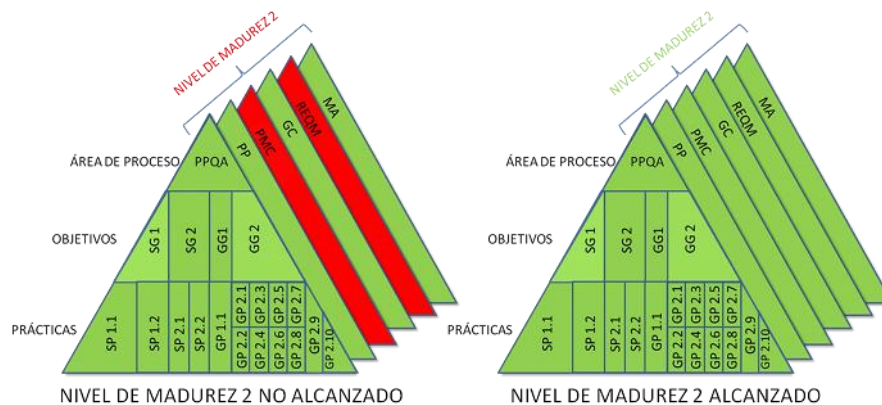 NIVEL DE MADUREZ 2
ÁREA DE PROCESO
PPQA
PP
PMC
GC
REQM
MA
OBJETIVOS
SG 1
SG 2
GG1
GG 2
PRÁCTICAS
SP 1.1
SP 1.2
SP 2.1
SP 2.2
GP 1.1
GP 2.1
GP 2.2
GP 2.3
GP 2.4
GP 2.5
GP 2.6
GP 2.7
GP 2.8
GP 2.9
GP 2.10
NIVEL DE MADUREZ 2 NO ALCANZADO
NIVEL DE MADUREZ 2
ÁREA DE PROCESO
PPQA
PP
PMC
GC
REQM
MA
OBJETIVOS
SG 1
SG 2
GG1
GG 2
PRÁCTICAS
SP 1.1
SP 1.2
SP 2.1
SP 2.2
GP 1.1
GP 2.1
GP 2.2
GP 2.3
GP 2.4
GP 2.5
GP 2.6
GP 2.7
GP 2.8
GP 2.9
GP 2.10
NIVEL DE MADUREZ 2 ALCANZADO